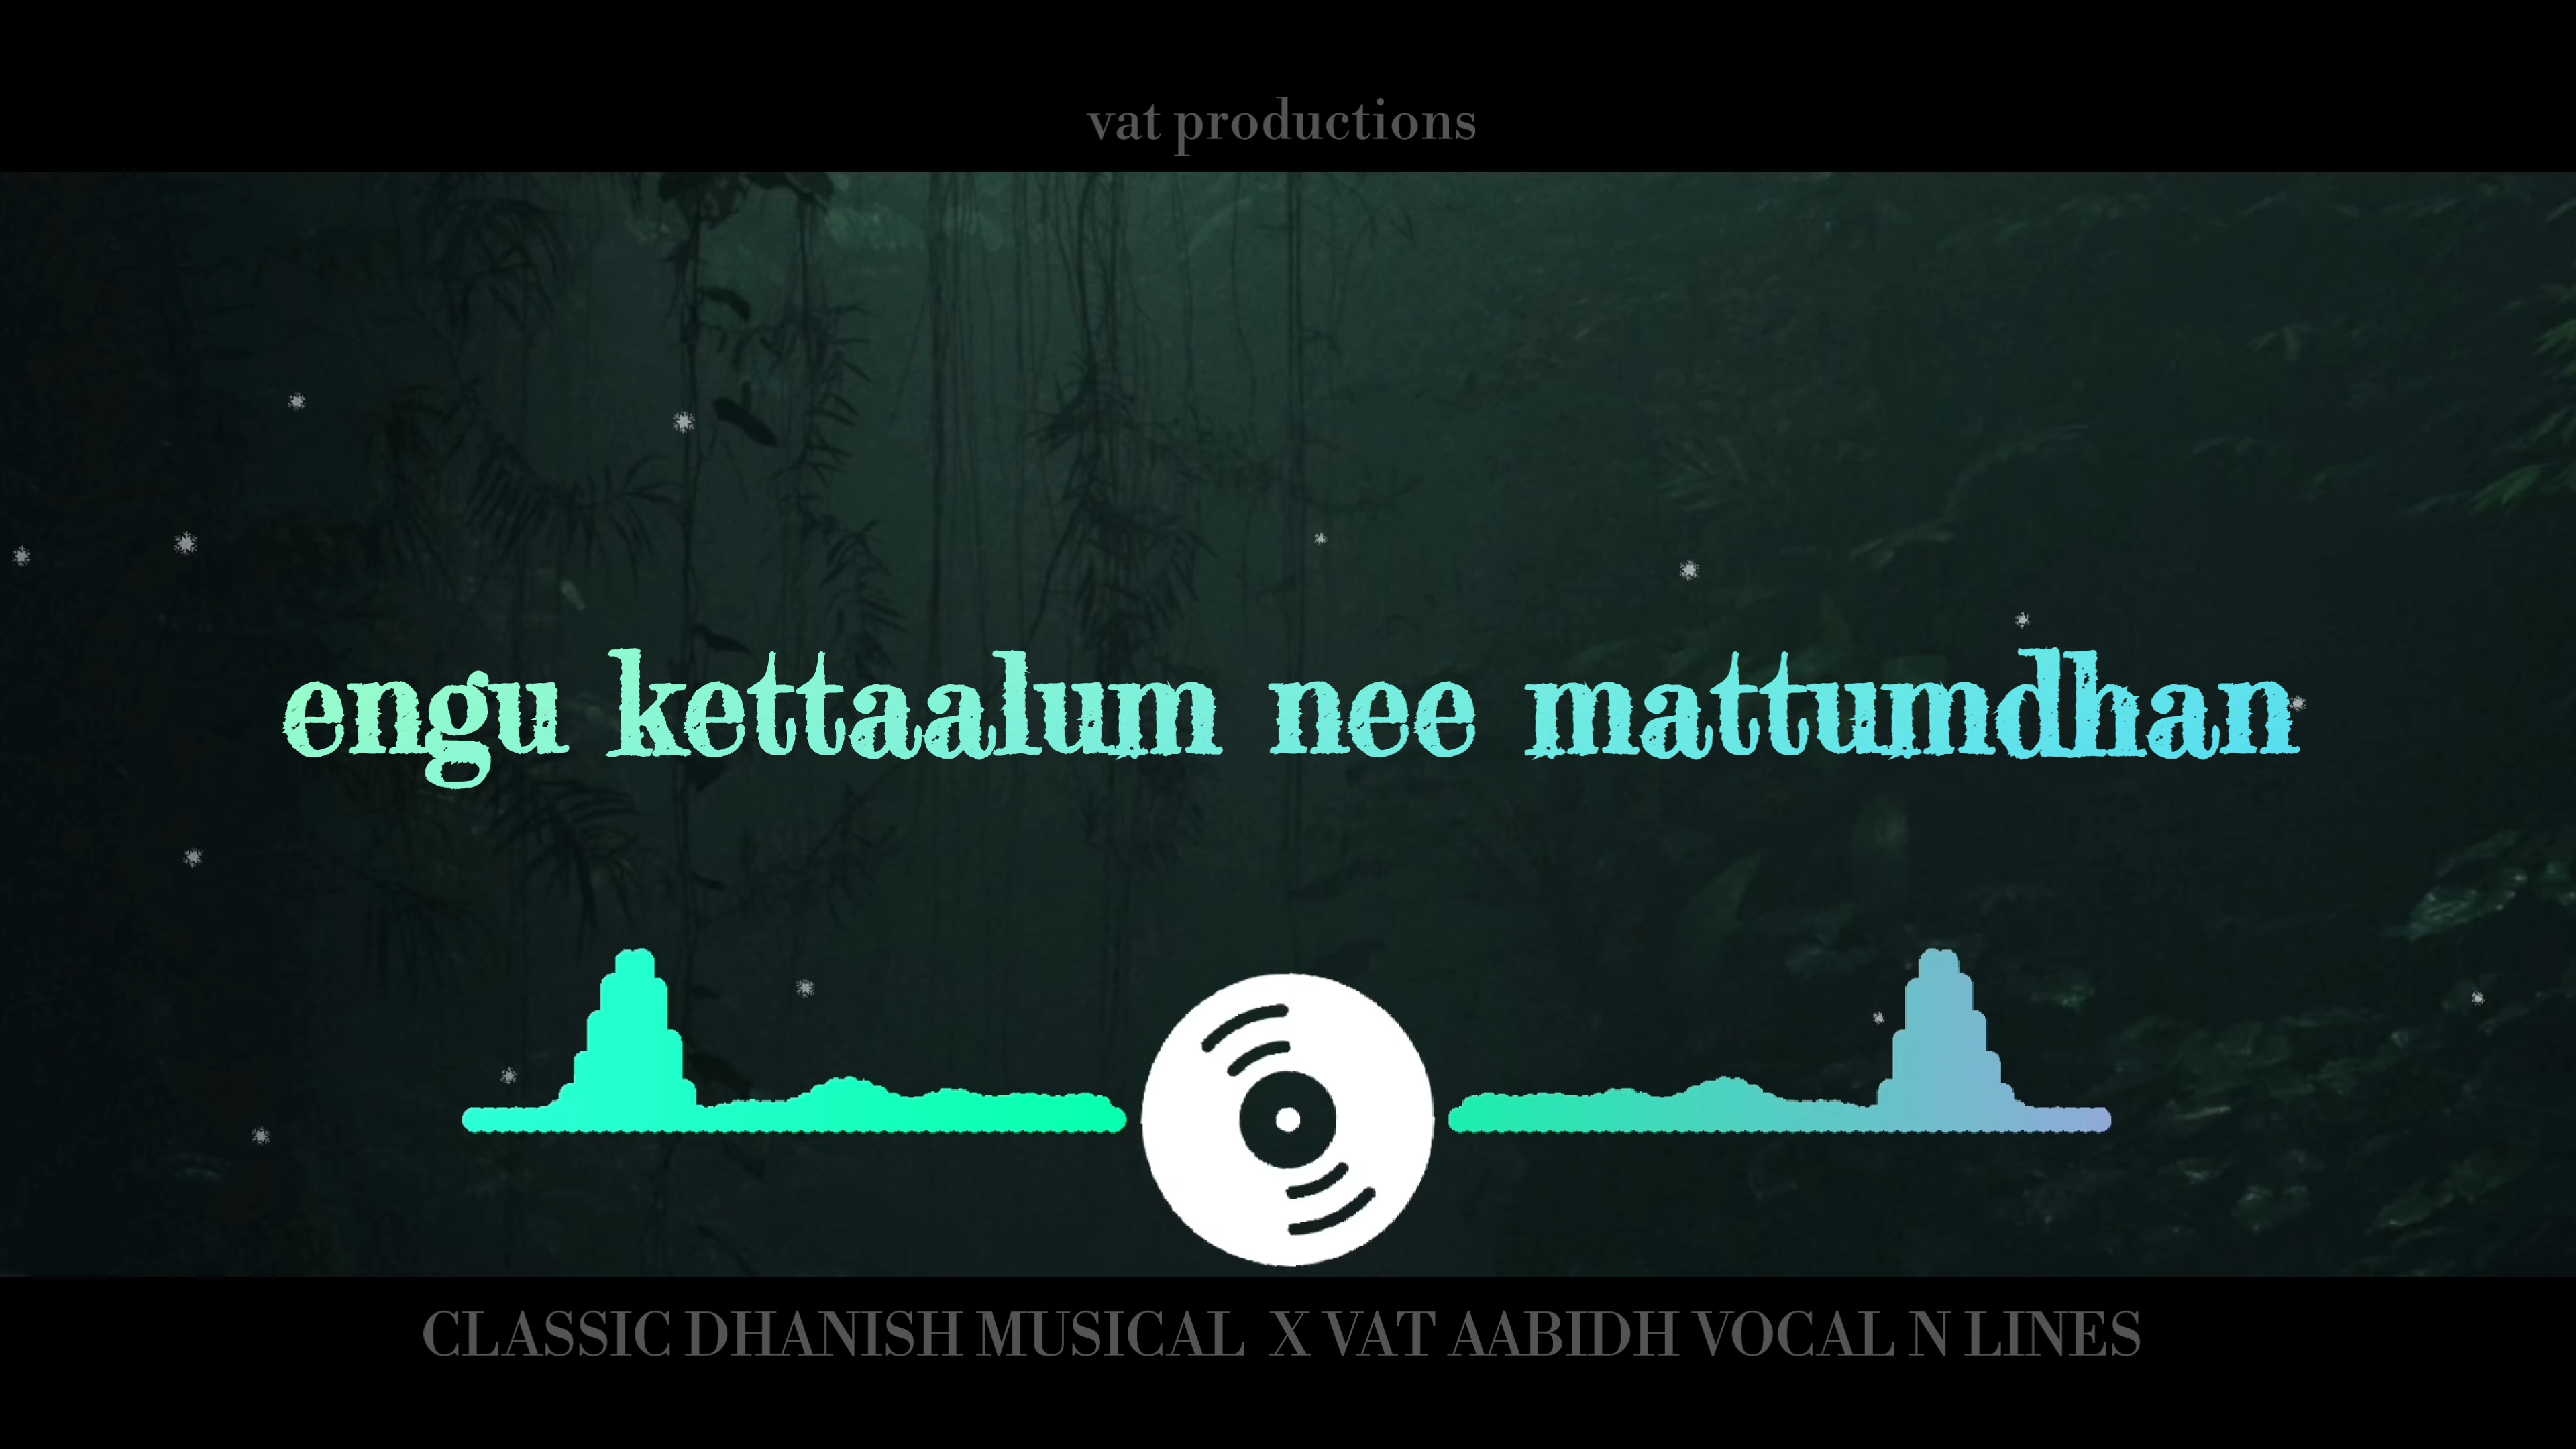 vat productions
engu kettaalum nee mattumdhan
CLASSIC DHANISH MUSICAL X VAT AABIDH VOCAL N LINES